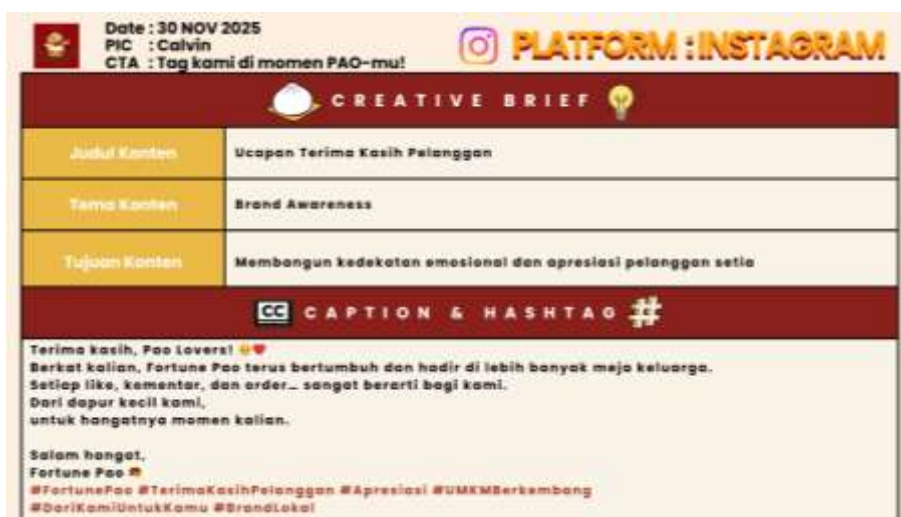 Date : 30 NOV 2025
PIC : Calvin
CTA : Tag kami di momen PAO-mu!
PLATFORM : INSTAGRAM
CREATIVE BRIEF
Judul Konten
Ucapan Terima Kasih Pelanggan
Tema Konten
Brand Awareness
Tujuan Konten
Membangun kedekatan emosional dan apresiasi pelanggan setia
CC CAPTION & HASHTAG #
Terima kasih, Pao Lovers! 🥹❤️
Berkat kalian, Fortune Pao terus bertumbuh dan hadir di lebih banyak meja keluarga.
Setiap like, komentar, dan order… sangat berarti bagi kami.
Dari dapur kecil kami,
untuk hangatnya momen kalian.
Salam hangat,
Fortune Pao
#FortunePao #TerimaKasihPelanggan #Apresiasi #UMKMBerkembang
#DariKamiUntukKamu #BrandLokal